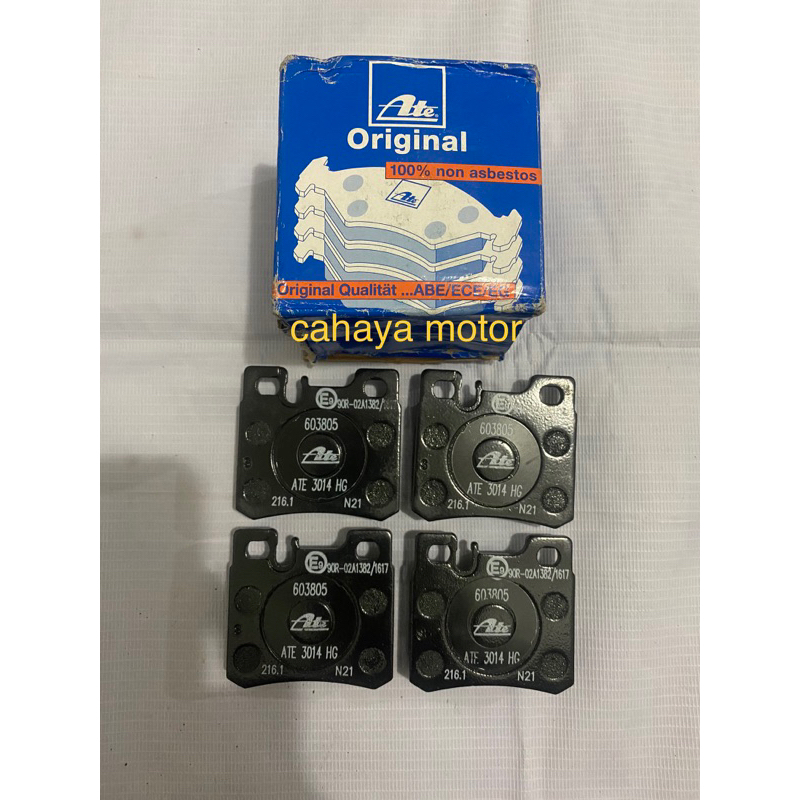 Ate
Original
100% non asbestos
Ate
Original Qualität ...ABE/ECE/EG
cahaya motor
E9 90R-02A1382/1617
603805
Ate
ATE 3014 HG
216.1 N21
E9
603805
Ate
ATE 3014 HG
216.1 N21
E9 90R-02A1382/1617
603805
Ate
ATE 3014 HG
216.1 N21
E9 90R-02A1382/1617
603805
Ate
ATE 3014 HG
216.1 N21